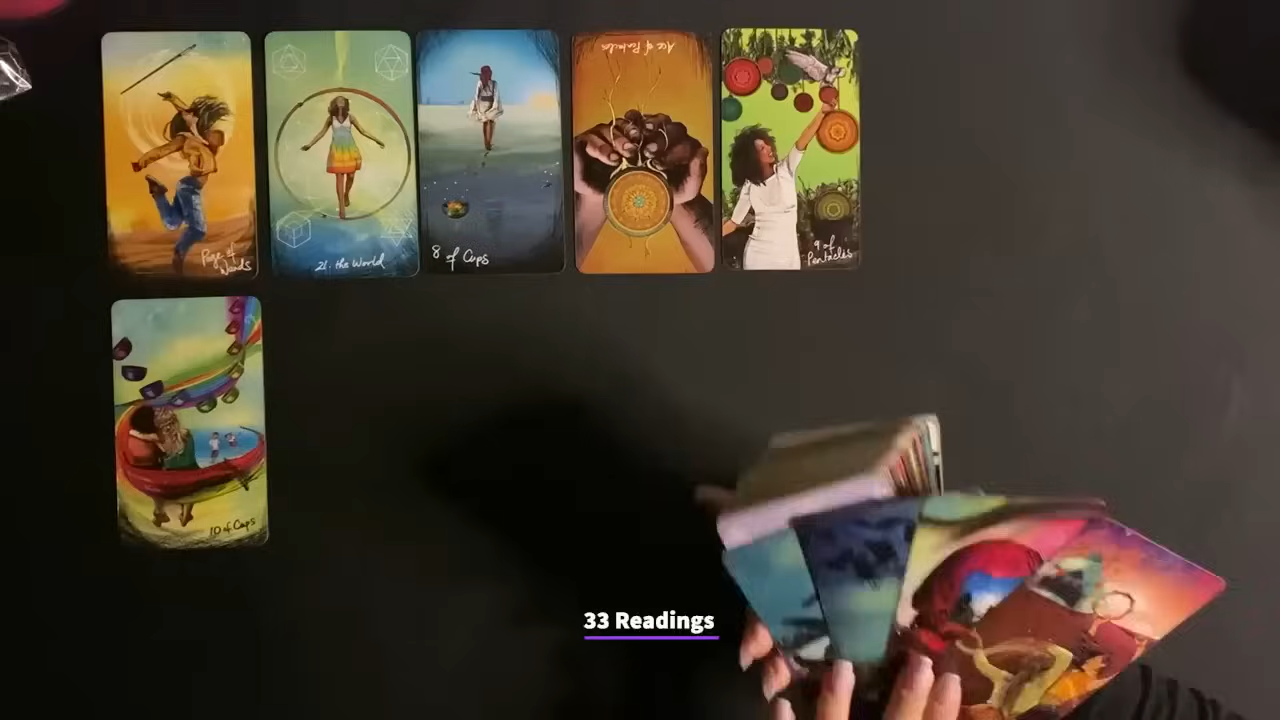 Page of
Wands
21. the World
8 of Cups
Ace of Pentacles
9 of
Pentacles
10 of Cups
33 Readings